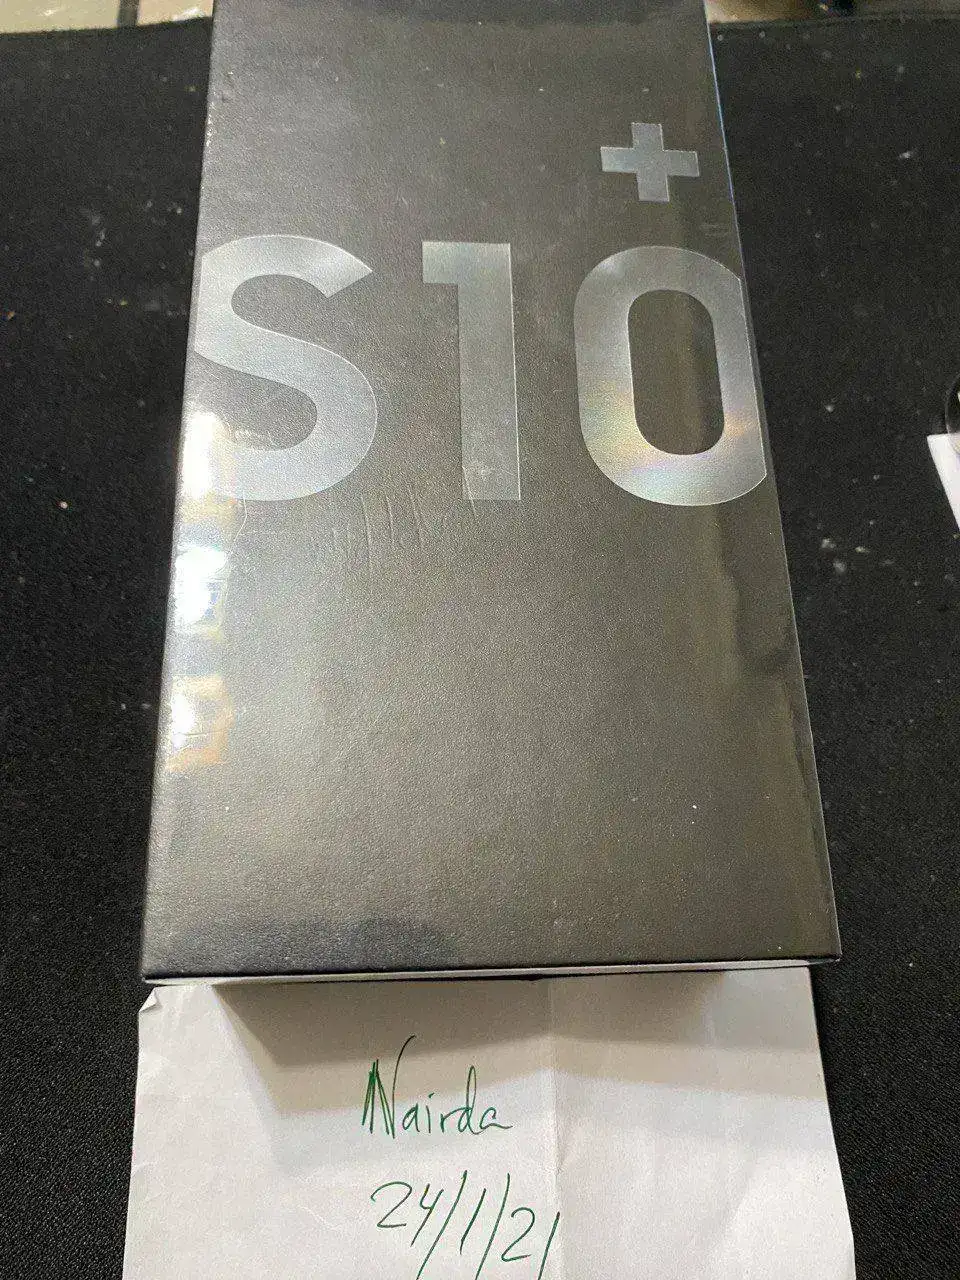 +
S10
Nairda
24/1/21